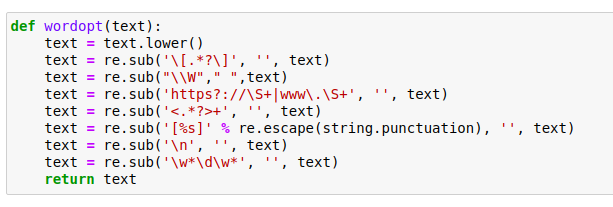 def wordopt(text):
    text = text.lower()
    text = re.sub('\[.*?\]', '', text)
    text = re.sub("\\W"," ",text)
    text = re.sub('https?://\S+|www\.\S+', '', text)
    text = re.sub('<.*?>+', '', text)
    text = re.sub('[%s]' % re.escape(string.punctuation), '', text)
    text = re.sub('\n', '', text)
    text = re.sub('\w*\d\w*', '', text)
    return text